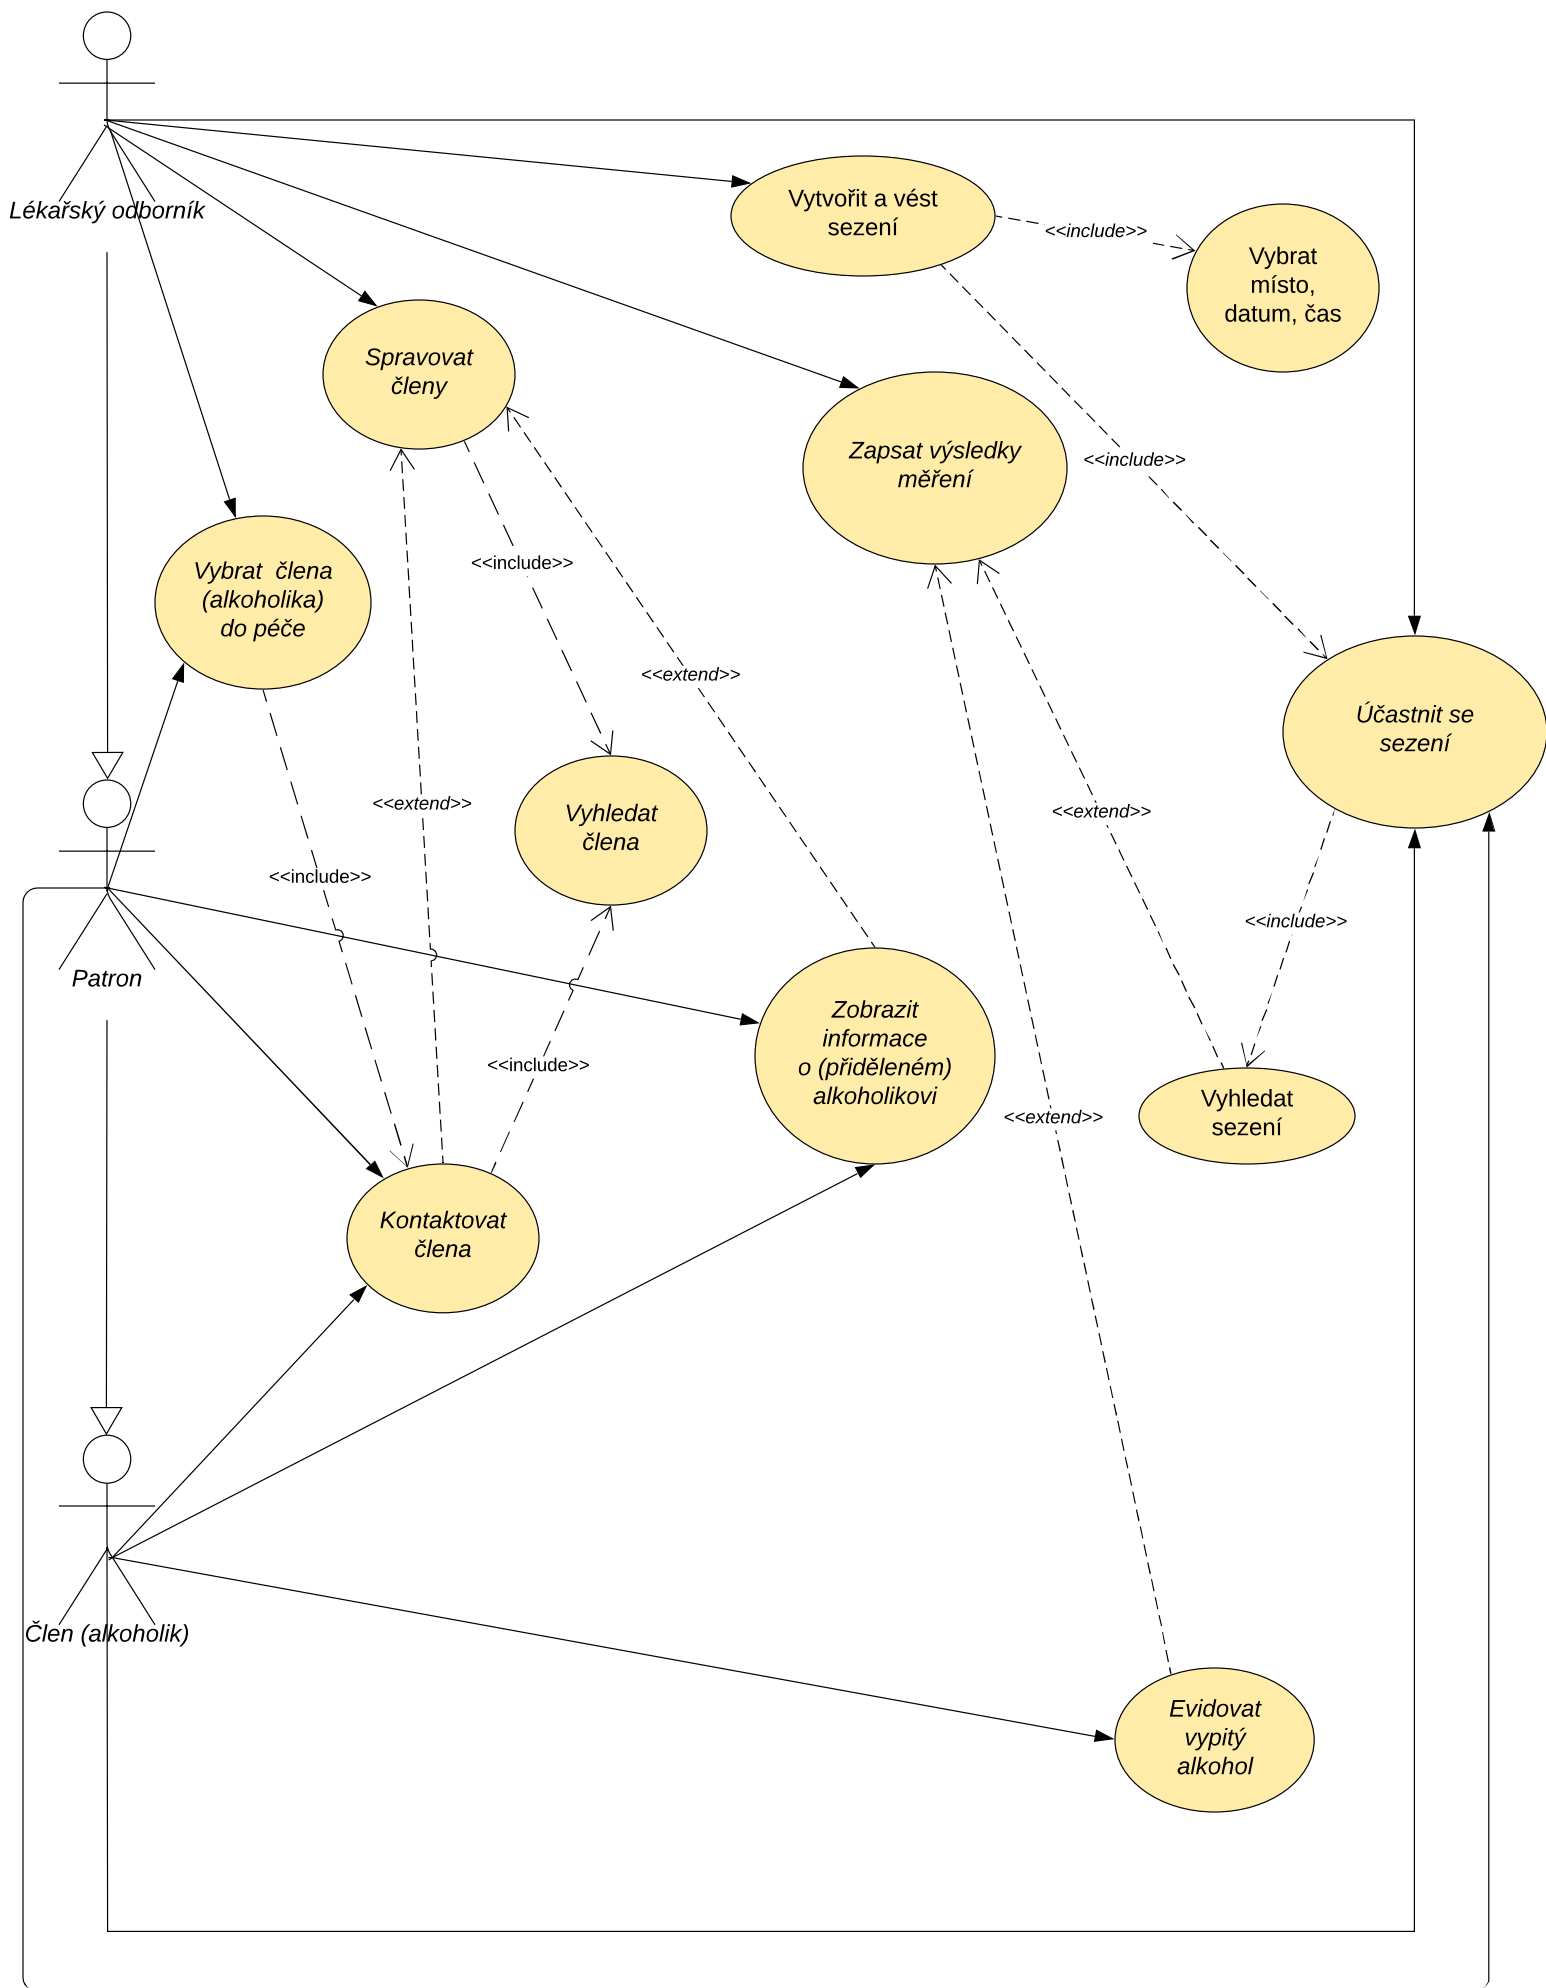 Lékařský odborník
Vytvořit a vést
sezení
<<include>>
Vybrat
místo,
datum, čas
Spravovat
členy
Zapsat výsledky
měření
<<include>>
<<include>>
Vybrat  člena
(alkoholika)
do péče
<<extend>>
Účastnit se
sezení
<<extend>>
Vyhledat
člena
<<extend>>
<<include>>
<<include>>
Patron
Zobrazit
informace
o (přiděleném)
alkoholikovi
<<include>>
Vyhledat
sezení
<<extend>>
Kontaktovat
člena
Člen (alkoholik)
Evidovat
vypitý
alkohol